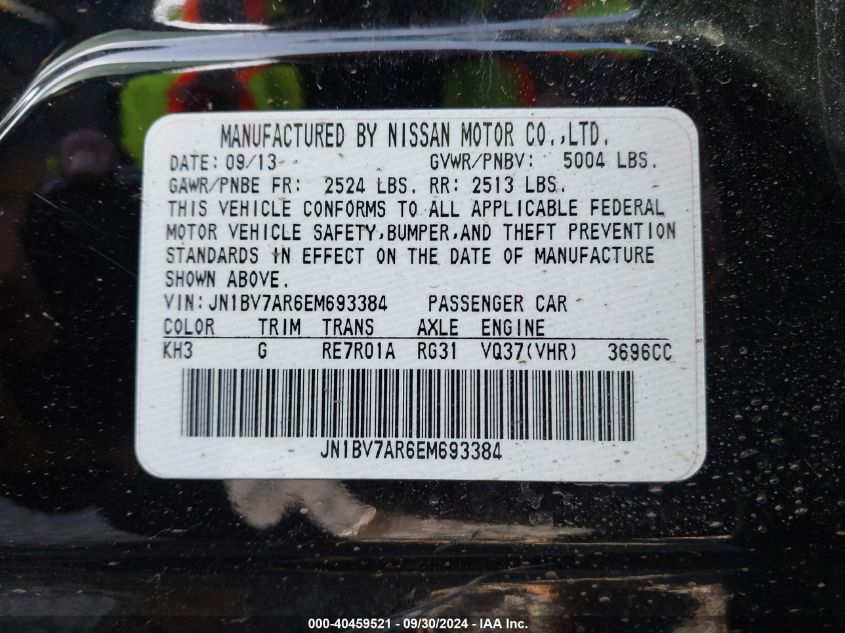 MANUFACTURED BY NISSAN MOTOR CO.,LTD.
DATE: 09/13 GVWR/PNBV: 5004 LBS.
GAWR/PNBE FR: 2524 LBS. RR: 2513 LBS.
THIS VEHICLE CONFORMS TO ALL APPLICABLE FEDERAL
MOTOR VEHICLE SAFETY,BUMPER,AND THEFT PREVENTION
STANDARDS IN EFFECT ON THE DATE OF MANUFACTURE
SHOWN ABOVE.
VIN:JN1BV7AR6EM693384 PASSENGER CAR
COLOR TRIM TRANS AXLE ENGINE
KH3 G RE7R01A RG31 VQ37(VHR) 3696CC
JN1BV7AR6EM693384
000-40459521 - 09/30/2024 - IAA Inc.